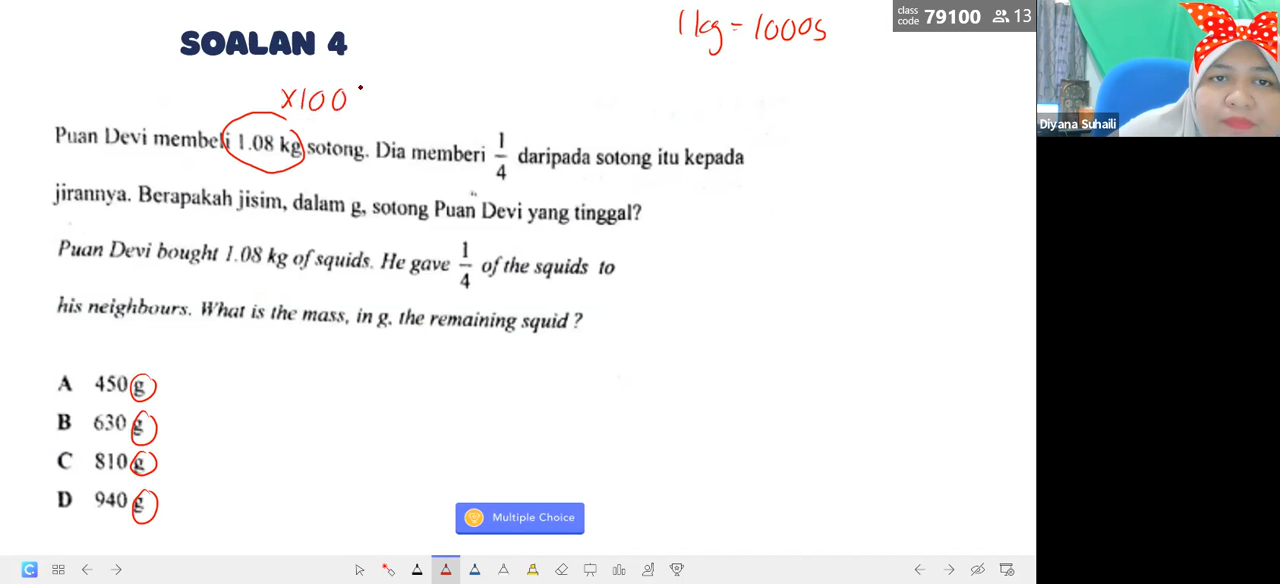 SOALAN 4
1 kg = 1000g
class code 79100 13
x100
Diyana Suhaili
Puan Devi membeli 1.08 kg sotong. Dia memberi 1/4 daripada sotong itu kepada
jirannya. Berapakah jisim, dalam g, sotong Puan Devi yang tinggal?
Puan Devi bought 1.08 kg of squids. He gave 1/4 of the squids to
his neighbours. What is the mass, in g. the remaining squid ?
A 450 g
B 630 g
C 810 g
D 940 g
Multiple Choice